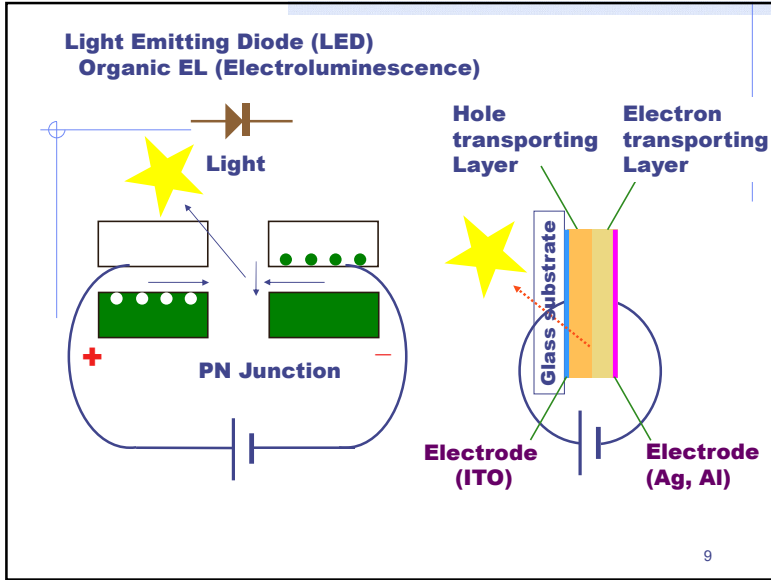 Light Emitting Diode (LED)
Organic EL (Electroluminescence)
Light
+
−
PN Junction
Hole
transporting
Layer
Electron
transporting
Layer
Glass substrate
Electrode
(ITO)
Electrode
(Ag, Al)
9